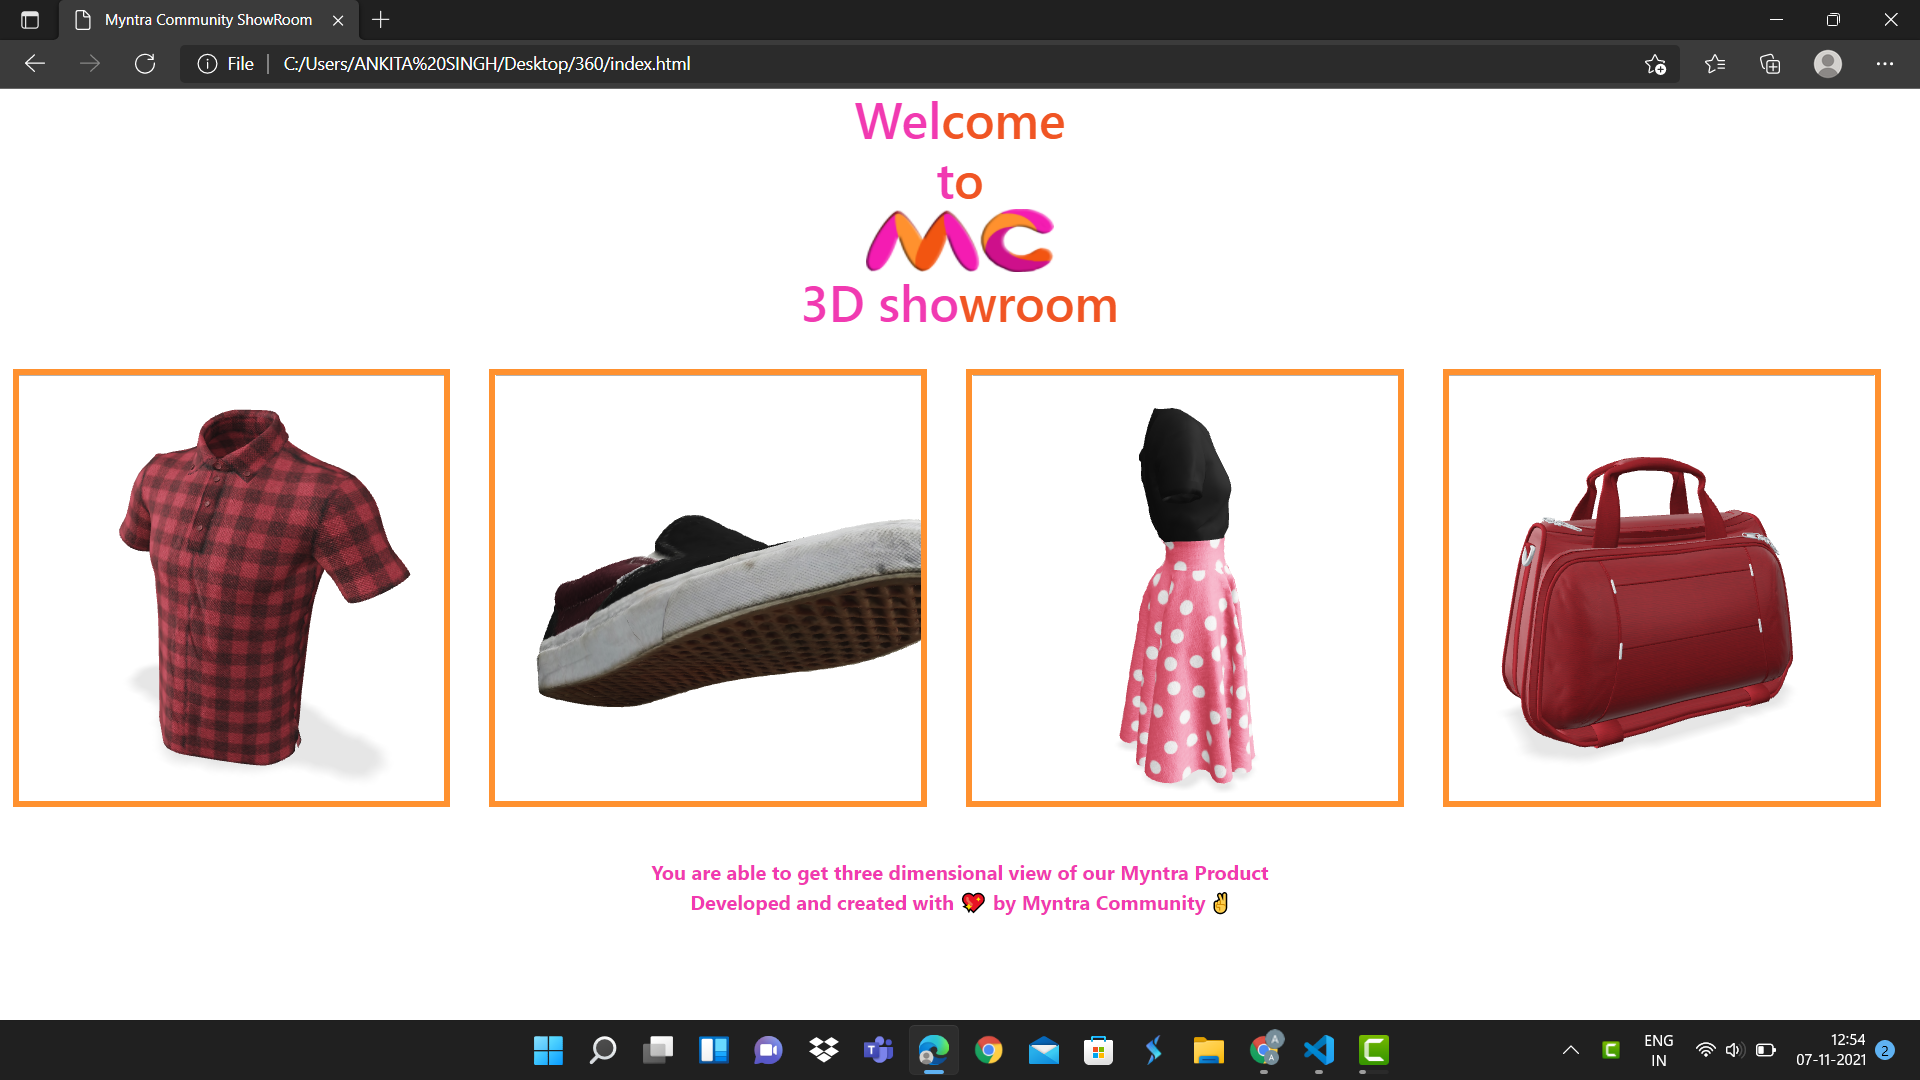 Myntra Community ShowRoom
File
C:/Users/ANKITA%20SINGH/Desktop/360/index.html
Welcome
to
MC
3D showroom
You are able to get three dimensional view of our Myntra Product
Developed and created with 💖 by Myntra Community ✌
ENG
IN
12:54
07-11-2021
2